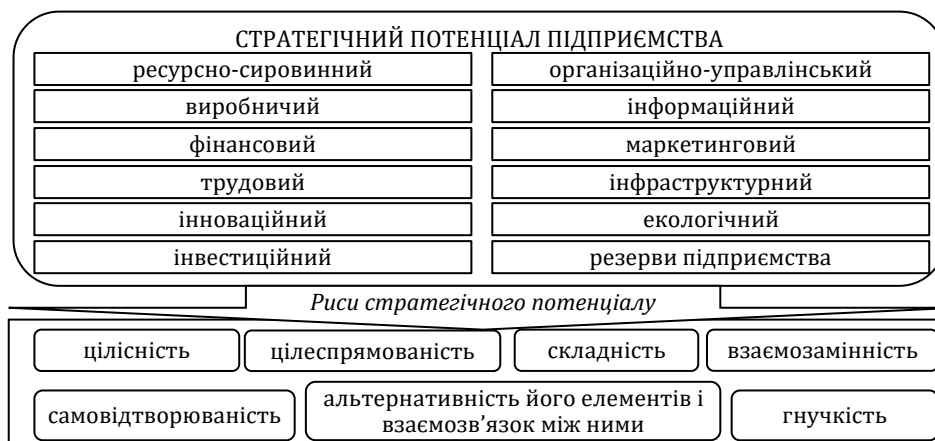 СТРАТЕГІЧНИЙ ПОТЕНЦІАЛ ПІДПРИЄМСТВА
ресурсно-сировинний
організаційно-управлінський
виробничий
інформаційний
фінансовий
маркетинговий
трудовий
інфраструктурний
інноваційний
екологічний
інвестиційний
резерви підприємства
Риси стратегічного потенціалу
цілісність
цілеспрямованість
складність
взаємозамінність
самовідтворюваність
альтернативність його елементів і
взаємозв'язок між ними
гнучкість